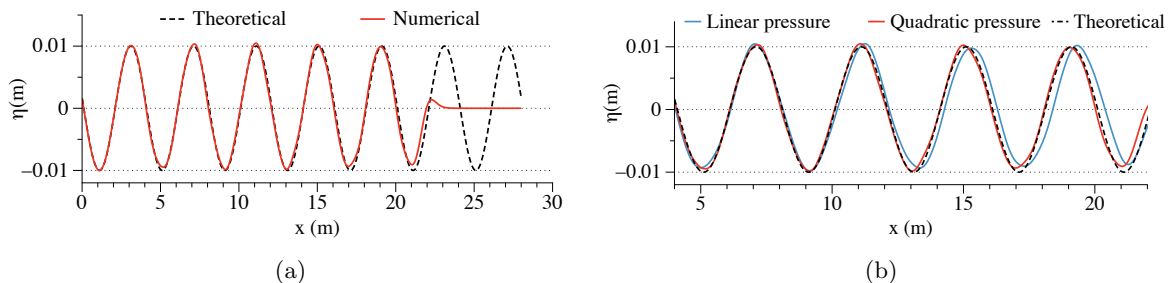 Theoretical Numerical
0.01
0
−0.01
η(m)
0 5 10 15 20 25 30
x (m)
(a)
Linear pressure Quadratic pressure Theoretical
0.01
0
−0.01
η(m)
5 10 15 20
x (m)
(b)